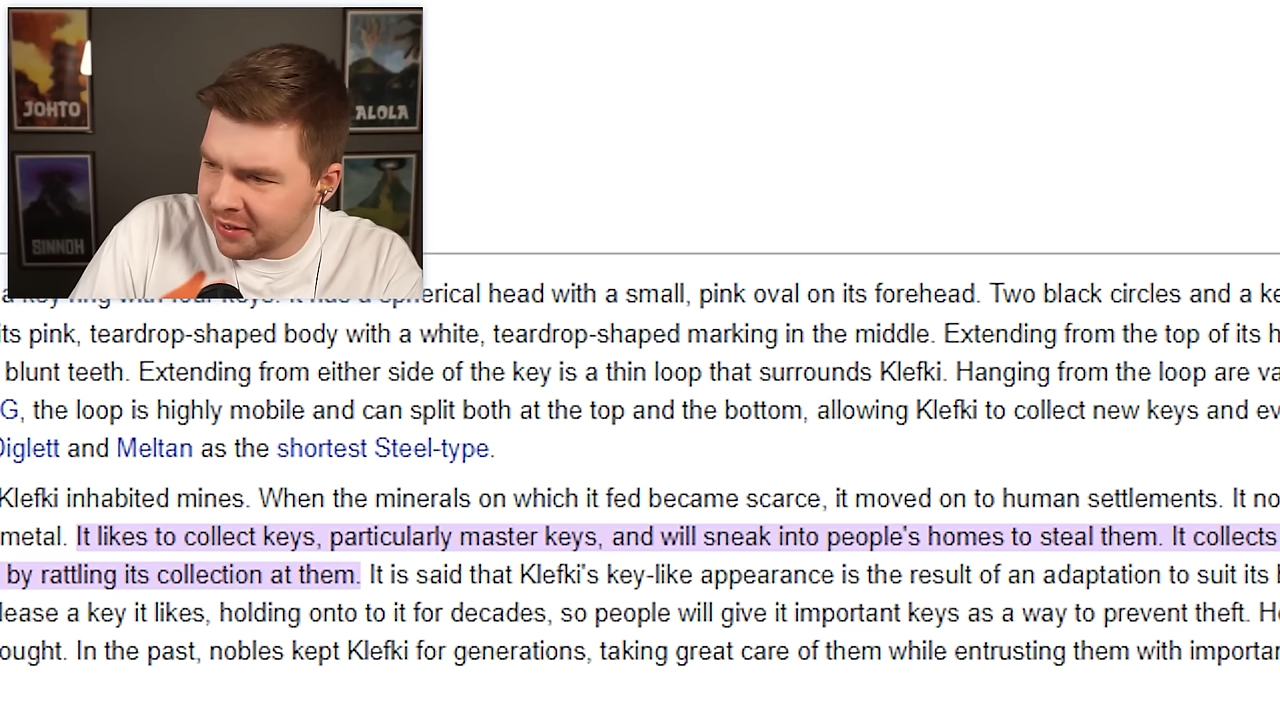 JOHTO
ALOLA
SINNOH
erical head with a small, pink oval on its forehead. Two black circles and a ke
its pink, teardrop-shaped body with a white, teardrop-shaped marking in the middle. Extending from the top of its h
blunt teeth. Extending from either side of the key is a thin loop that surrounds Klefki. Hanging from the loop are va
G, the loop is highly mobile and can split both at the top and the bottom, allowing Klefki to collect new keys and ev
Diglett and Meltan as the shortest Steel-type.
Klefki inhabited mines. When the minerals on which it fed became scarce, it moved on to human settlements. It no
metal. It likes to collect keys, particularly master keys, and will sneak into people's homes to steal them. It collects
by rattling its collection at them. It is said that Klefki's key-like appearance is the result of an adaptation to suit its h
lease a key it likes, holding onto to it for decades, so people will give it important keys as a way to prevent theft. Ho
ought. In the past, nobles kept Klefki for generations, taking great care of them while entrusting them with importan